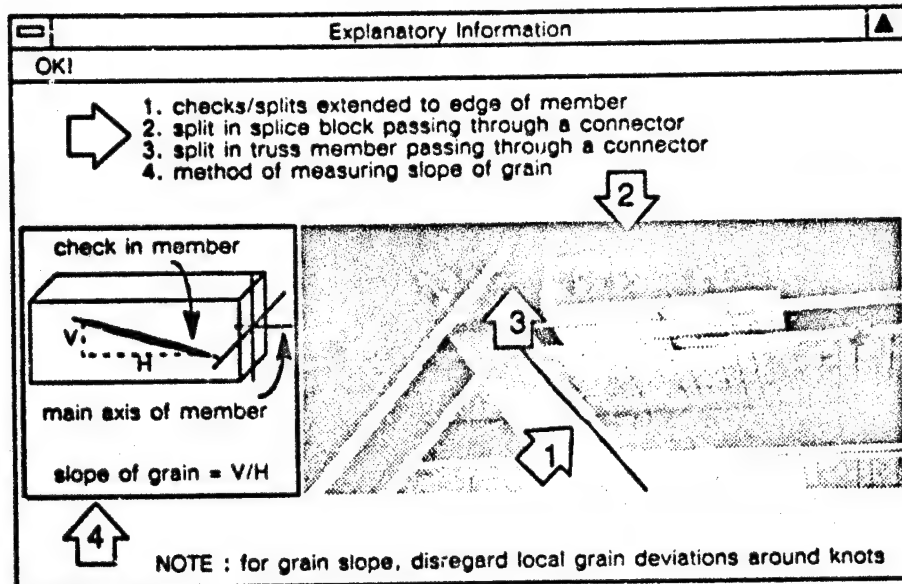 Explanatory Information
OK!
1. checks/splits extended to edge of member
2. split in splice block passing through a connector
3. split in truss member passing through a connector
4. method of measuring slope of grain
2
check in member
3
V
H
main axis of member
1
slope of grain = V/H
4
NOTE : for grain slope, disregard local grain deviations around knots